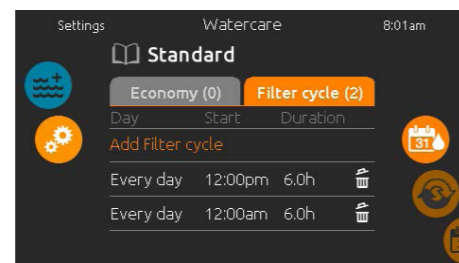 Settings Watercare 8:01am
Standard
Economy (0) Filter cycle (2)
Day Start Duration
Add Filter cycle
31
Every day 12:00pm 6.0h
Every day 12:00am 6.0h